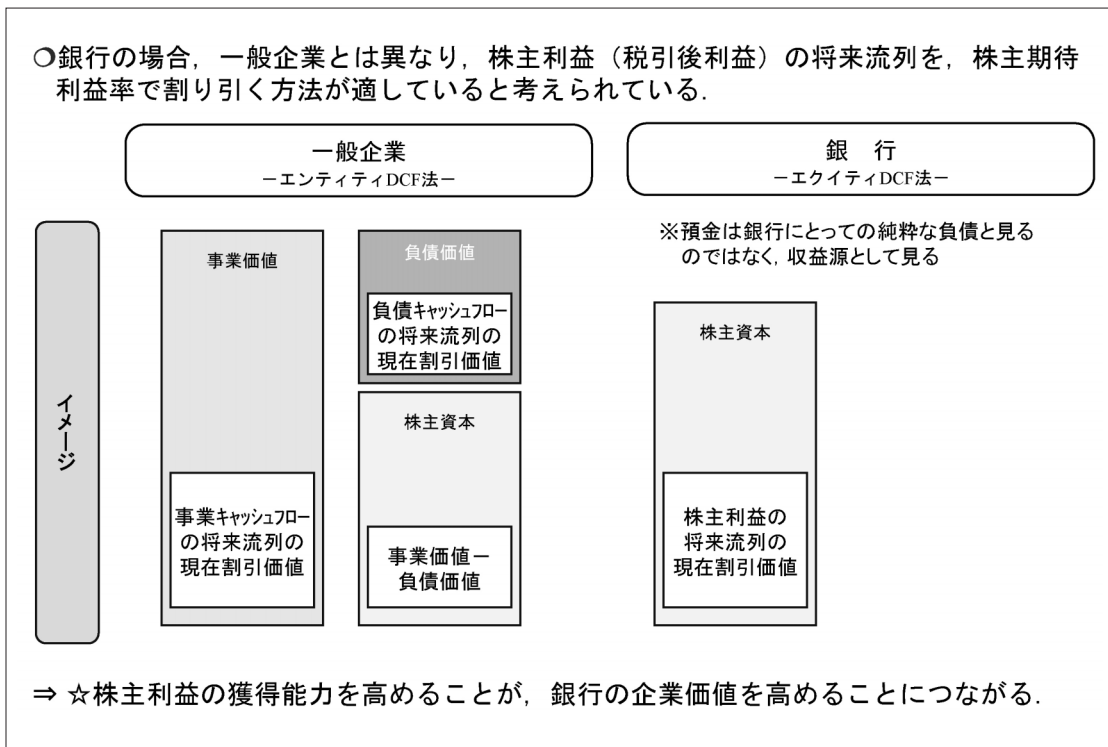 ○銀行の場合，一般企業とは異なり，株主利益（税引後利益）の将来流列を，株主期待
利益率で割り引く方法が適していると考えられている．
一般企業
－エンティティDCF法－
銀　行
－エクイティDCF法－
イメージ
事業価値
事業キャッシュフロー
の将来流列の
現在割引価値
負債価値
負債キャッシュフロー
の将来流列の
現在割引価値
株主資本
事業価値－
負債価値
※預金は銀行にとっての純粋な負債と見る
のではなく，収益源として見る
株主資本
株主利益の
将来流列の
現在割引価値
⇒ ☆株主利益の獲得能力を高めることが，銀行の企業価値を高めることにつながる．